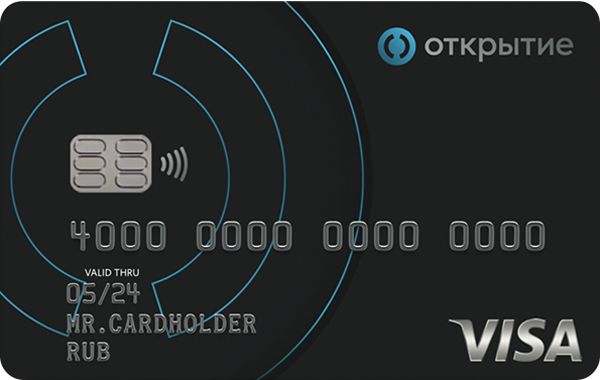 открытие
4000 0000 0000 0000
VALID THRU
05/24
MR.CARDHOLDER
RUB
VISA